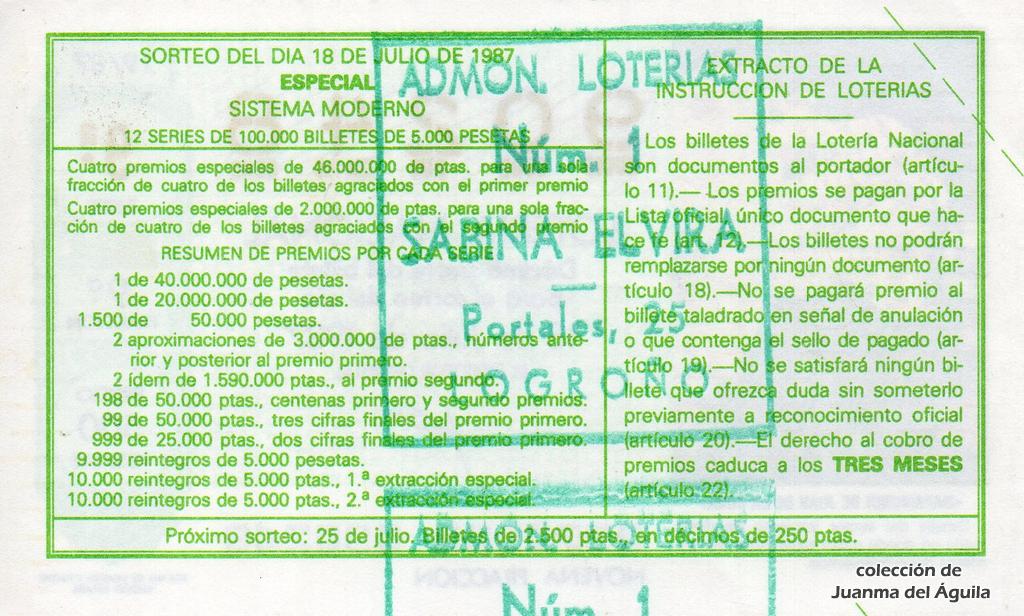 SORTEO DEL DIA 18 DE JULIO DE 1987
ESPECIAL
SISTEMA MODERNO
12 SERIES DE 100.000 BILLETES DE 5.000 PESETAS
Cuatro premios especiales de 46.000.000 de ptas. para una sola
fracción de cuatro de los billetes agraciados con el primer premio
Cuatro premios especiales de 2.000.000 de ptas. para una sola frac-
ción de cuatro de los billetes agraciados con el segundo premio
RESUMEN DE PREMIOS POR CADA SERIE
1 de 40.000.000 de pesetas.
1 de 20.000.000 de pesetas.
1.500 de 50.000 pesetas.
2 aproximaciones de 3.000.000 de ptas., números ante-
rior y posterior al premio primero.
2 ídem de 1.590.000 ptas., al premio segundo.
198 de 50.000 ptas., centenas primero y segundo premios.
99 de 50.000 ptas., tres cifras finales del premio primero.
999 de 25.000 ptas., dos cifras finales del premio primero.
9.999 reintegros de 5.000 pesetas.
10.000 reintegros de 5.000 ptas., 1.ª extracción especial.
10.000 reintegros de 5.000 ptas., 2.ª extracción especial.
EXTRACTO DE LA
INSTRUCCION DE LOTERIAS
Los billetes de la Lotería Nacional
son documentos al portador (artícu-
lo 11).—Los premios se pagan por la
Lista oficial, único documento que ha-
ce fe (art. 12).—Los billetes no podrán
remplazarse por ningún documento (ar-
tículo 18).—No se pagará premio al
billete taladrado en señal de anulación
o que contenga el sello de pagado (ar-
tículo 19).—No se satisfará ningún bi-
llete que ofrezca duda sin someterlo
previamente a reconocimiento oficial
(artículo 20).—El derecho al cobro de
premios caduca a los TRES MESES
(artículo 22).
Próximo sorteo: 25 de julio. Billetes de 2.500 ptas., en décimos de 250 ptas.
ADMON. LOTERIAS
Núm. 1
SABINA ELVIRA
Portales, 25
LOGROÑO
ADMON. LOTERIAS
Núm. 1
colección de
Juanma del Águila